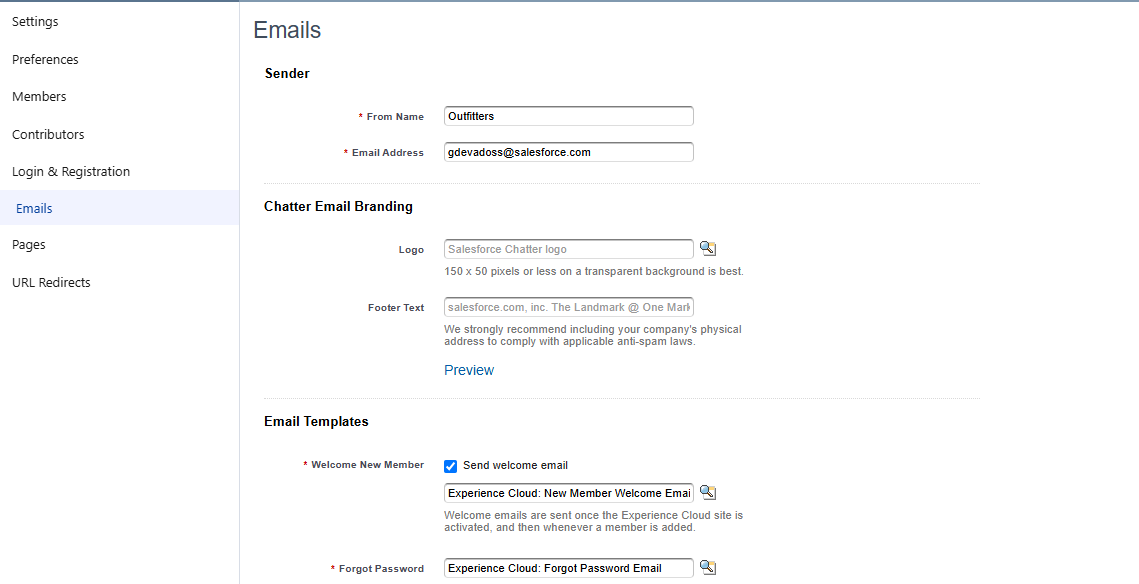 Settings
Preferences
Members
Contributors
Login & Registration
Emails
Pages
URL Redirects
Emails
Sender
* From Name
Outfitters
* Email Address
gdevadoss@salesforce.com
Chatter Email Branding
Logo
Salesforce Chatter logo
150 x 50 pixels or less on a transparent background is best.
Footer Text
salesforce.com, inc. The Landmark @ One Mark
We strongly recommend including your company's physical
address to comply with applicable anti-spam laws.
Preview
Email Templates
* Welcome New Member
Send welcome email
Experience Cloud: New Member Welcome Emai
Welcome emails are sent once the Experience Cloud site is
activated, and then whenever a member is added.
* Forgot Password
Experience Cloud: Forgot Password Email